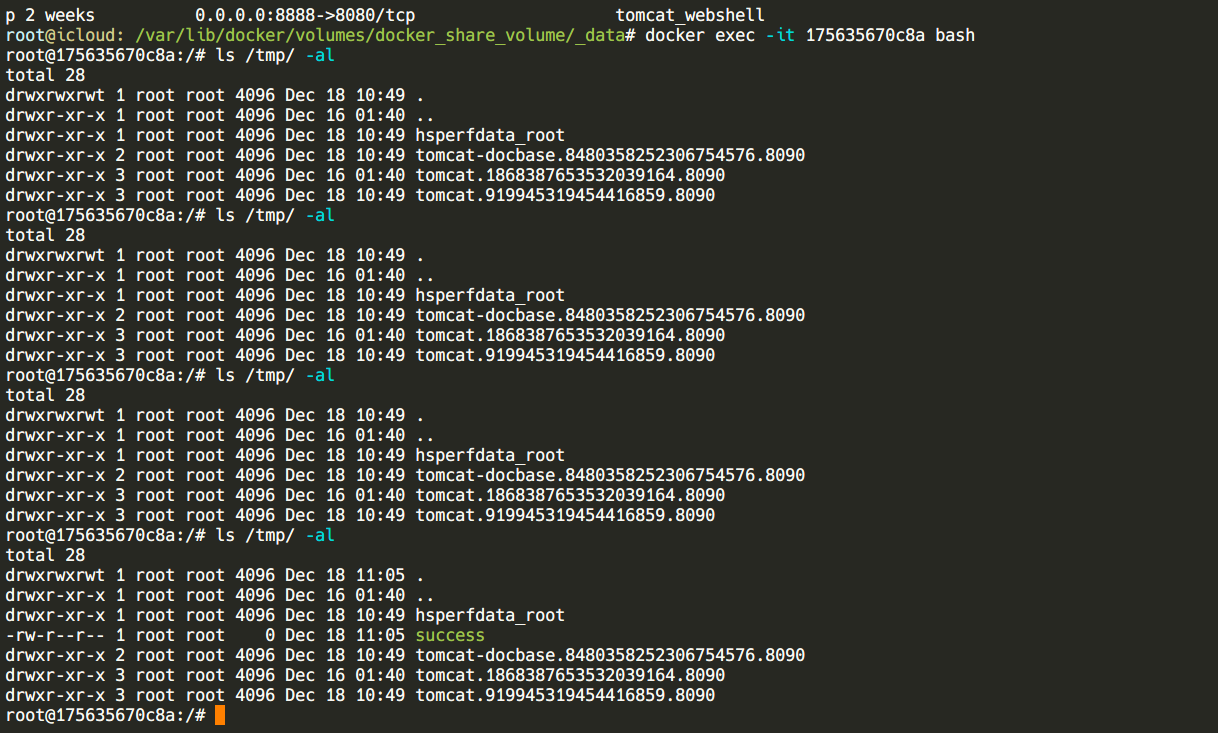 p 2 weeks          0.0.0.0:8888->8080/tcp                    tomcat_webshell
root@icloud: /var/lib/docker/volumes/docker_share_volume/_data# docker exec -it 175635670c8a bash
root@175635670c8a:/# ls /tmp/ -al
total 28
drwxrwxrwt 1 root root 4096 Dec 18 10:49 .
drwxr-xr-x 1 root root 4096 Dec 16 01:40 ..
drwxr-xr-x 1 root root 4096 Dec 18 10:49 hsperfdata_root
drwxr-xr-x 2 root root 4096 Dec 18 10:49 tomcat-docbase.8480358252306754576.8090
drwxr-xr-x 3 root root 4096 Dec 16 01:40 tomcat.1868387653532039164.8090
drwxr-xr-x 3 root root 4096 Dec 18 10:49 tomcat.919945319454416859.8090
root@175635670c8a:/# ls /tmp/ -al
total 28
drwxrwxrwt 1 root root 4096 Dec 18 10:49 .
drwxr-xr-x 1 root root 4096 Dec 16 01:40 ..
drwxr-xr-x 1 root root 4096 Dec 18 10:49 hsperfdata_root
drwxr-xr-x 2 root root 4096 Dec 18 10:49 tomcat-docbase.8480358252306754576.8090
drwxr-xr-x 3 root root 4096 Dec 16 01:40 tomcat.1868387653532039164.8090
drwxr-xr-x 3 root root 4096 Dec 18 10:49 tomcat.919945319454416859.8090
root@175635670c8a:/# ls /tmp/ -al
total 28
drwxrwxrwt 1 root root 4096 Dec 18 10:49 .
drwxr-xr-x 1 root root 4096 Dec 16 01:40 ..
drwxr-xr-x 1 root root 4096 Dec 18 10:49 hsperfdata_root
drwxr-xr-x 2 root root 4096 Dec 18 10:49 tomcat-docbase.8480358252306754576.8090
drwxr-xr-x 3 root root 4096 Dec 16 01:40 tomcat.1868387653532039164.8090
drwxr-xr-x 3 root root 4096 Dec 18 10:49 tomcat.919945319454416859.8090
root@175635670c8a:/# ls /tmp/ -al
total 28
drwxrwxrwt 1 root root 4096 Dec 18 11:05 .
drwxr-xr-x 1 root root 4096 Dec 16 01:40 ..
drwxr-xr-x 1 root root 4096 Dec 18 10:49 hsperfdata_root
-rw-r--r-- 1 root root    0 Dec 18 11:05 success
drwxr-xr-x 2 root root 4096 Dec 18 10:49 tomcat-docbase.8480358252306754576.8090
drwxr-xr-x 3 root root 4096 Dec 16 01:40 tomcat.1868387653532039164.8090
drwxr-xr-x 3 root root 4096 Dec 18 10:49 tomcat.919945319454416859.8090
root@175635670c8a:/#